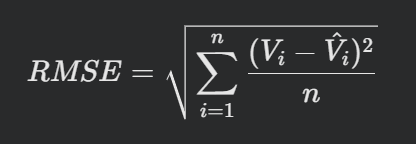 RMSE = √(∑_{i=1}^{n} (V_i − V̂_i)² / n)